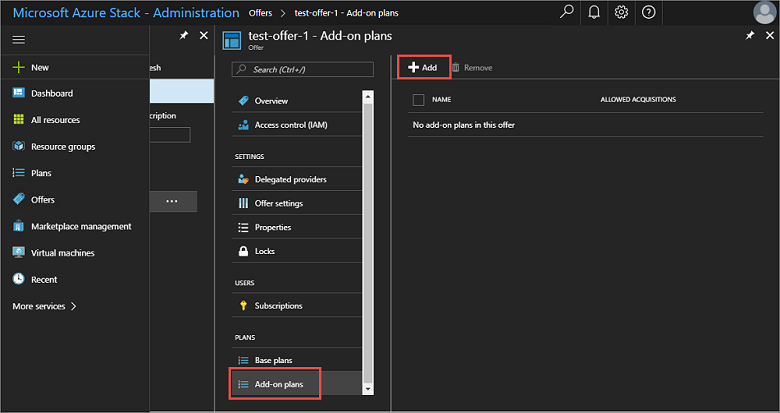 Microsoft Azure Stack - Administration Offers > test-offer-1 - Add-on plans
New
Dashboard
All resources
Resource groups
Plans
Offers
Marketplace management
Virtual machines
Recent
More services >
esh
cription
...
test-offer-1 - Add-on plans
Offer
Search (Ctrl+/)
Overview
Access control (IAM)
SETTINGS
Delegated providers
Offer settings
Properties
Locks
USERS
Subscriptions
PLANS
Base plans
Add-on plans
Add Remove
NAME ALLOWED ACQUISITIONS
No add-on plans in this offer